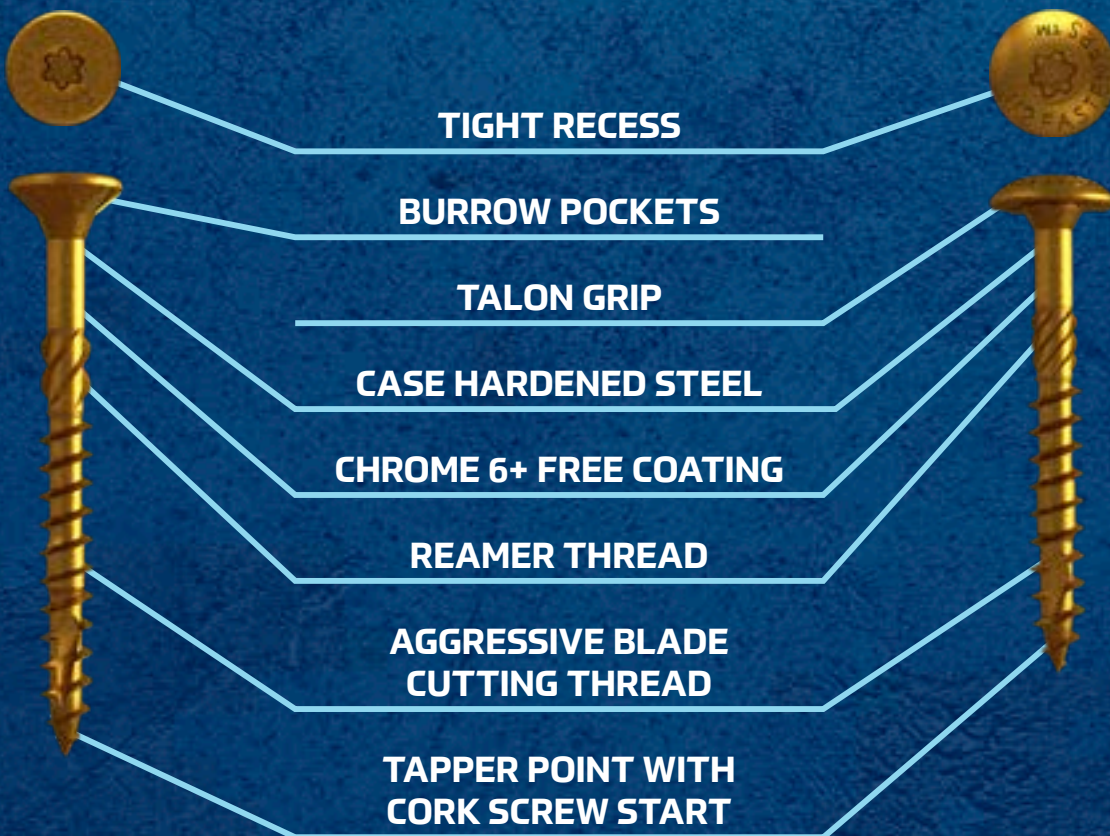 TIGHT RECESS
BURROW POCKETS
TALON GRIP
CASE HARDENED STEEL
CHROME 6+ FREE COATING
REAMER THREAD
AGGRESSIVE BLADE
CUTTING THREAD
TAPPER POINT WITH
CORK SCREW START